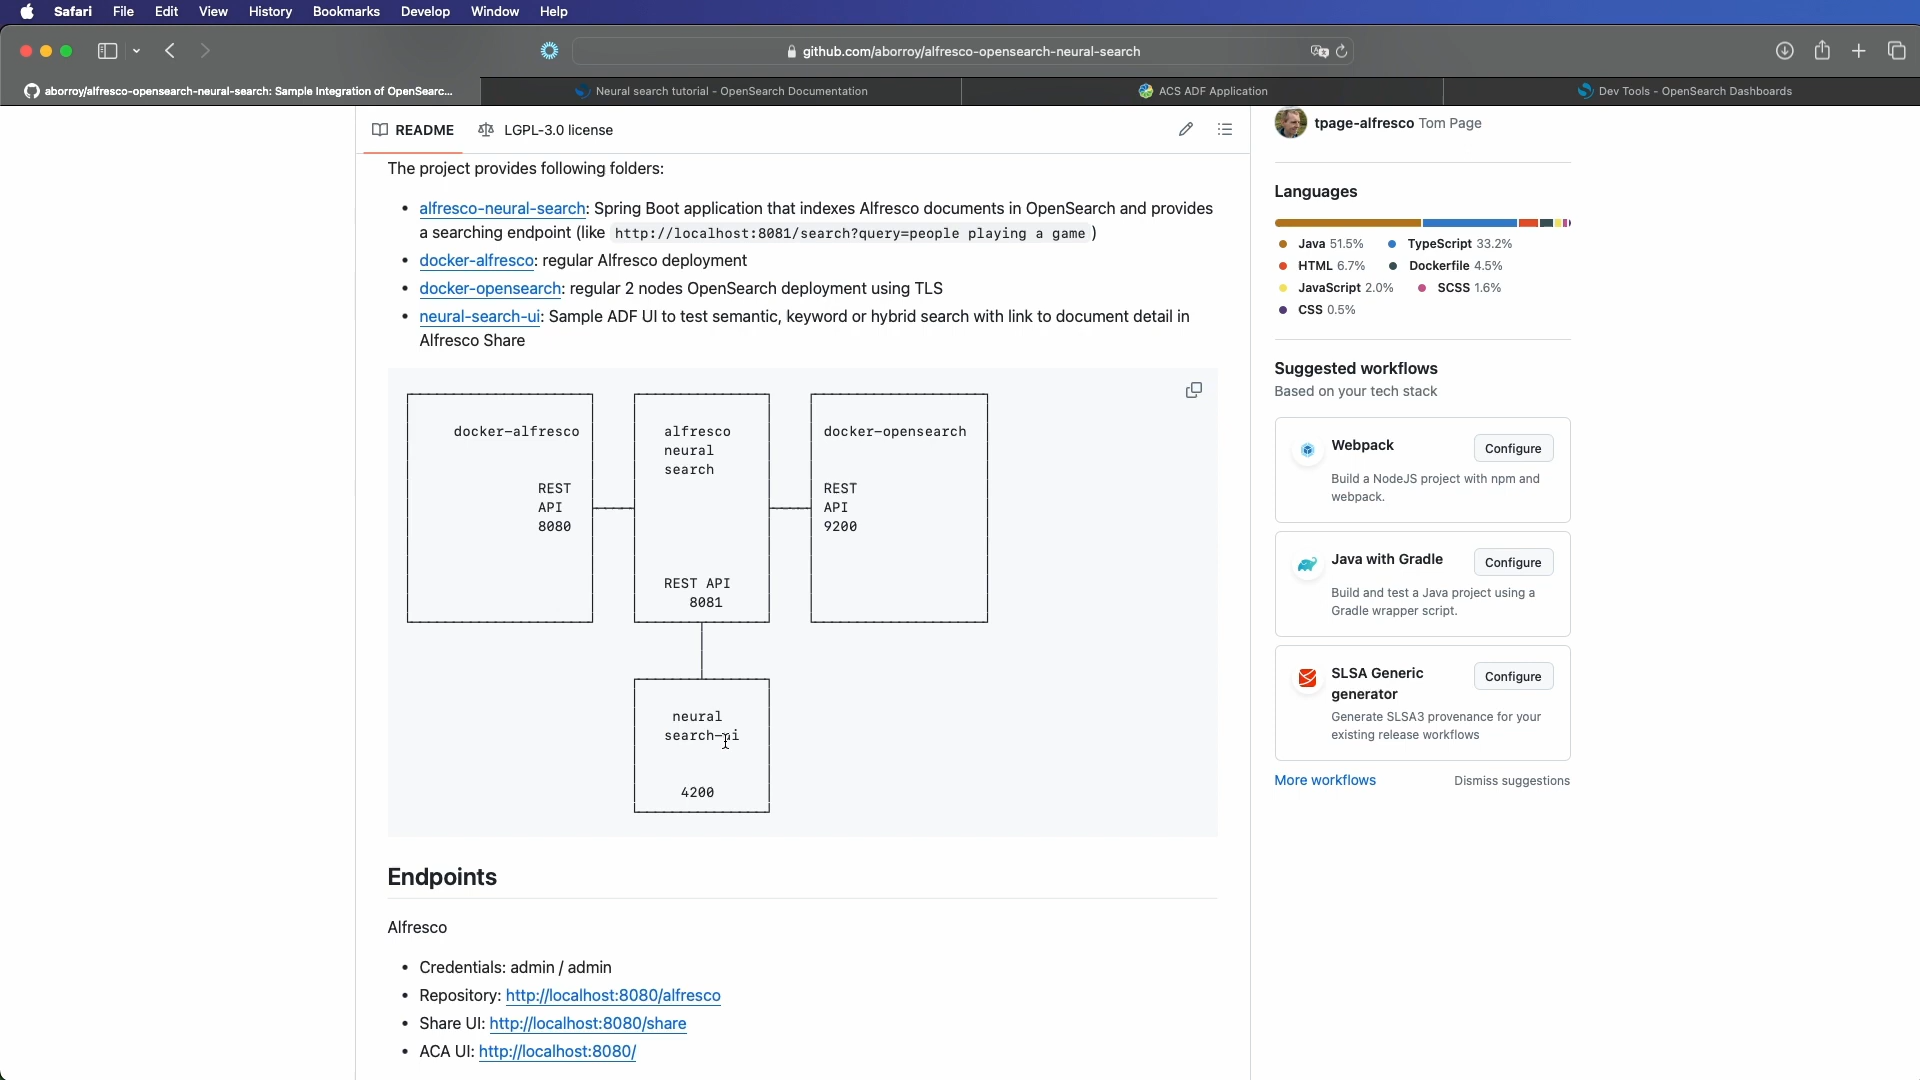 Safari File Edit View History Bookmarks Develop Window Help
github.com/aborroy/alfresco-opensearch-neural-search
aborroy/alfresco-opensearch-neural-search: Sample Integration of OpenSearc...
Neural search tutorial - OpenSearch Documentation
ACS ADF Application
Dev Tools - OpenSearch Dashboards
README
LGPL-3.0 license
The project provides following folders:
• alfresco-neural-search: Spring Boot application that indexes Alfresco documents in OpenSearch and provides
a searching endpoint (like http://localhost:8081/search?query=people playing a game )
• docker-alfresco: regular Alfresco deployment
• docker-opensearch: regular 2 nodes OpenSearch deployment using TLS
• neural-search-ui: Sample ADF UI to test semantic, keyword or hybrid search with link to document detail in
Alfresco Share
docker-alfresco
REST
API
8080
alfresco
neural
search
REST API
8081
docker-opensearch
REST
API
9200
neural
search-ui
4200
Endpoints
Alfresco
• Credentials: admin / admin
• Repository: http://localhost:8080/alfresco
• Share UI: http://localhost:8080/share
• ACA UI: http://localhost:8080/
tpage-alfresco Tom Page
Languages
Java 51.5% TypeScript 33.2%
HTML 6.7% Dockerfile 4.5%
JavaScript 2.0% SCSS 1.6%
CSS 0.5%
Suggested workflows
Based on your tech stack
Webpack
Configure
Build a NodeJS project with npm and
webpack.
Java with Gradle
Configure
Build and test a Java project using a
Gradle wrapper script.
SLSA Generic
generator
Configure
Generate SLSA3 provenance for your
existing release workflows
More workflows
Dismiss suggestions